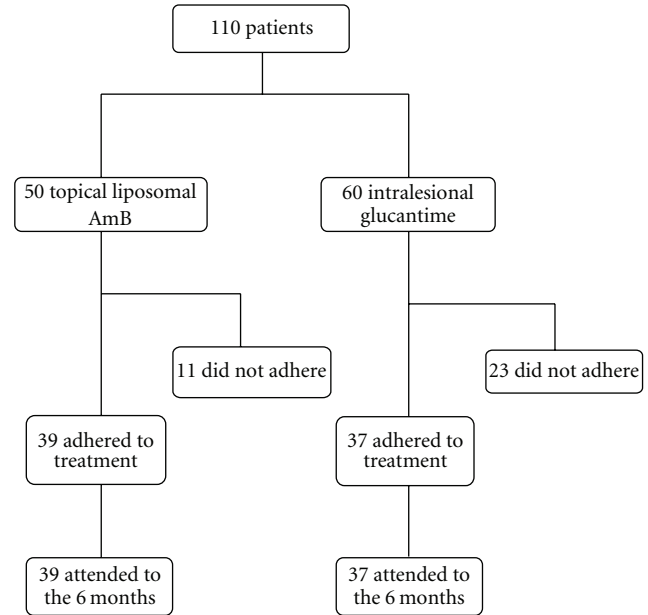 110 patients
50 topical liposomal
AmB
60 intralesional
glucantime
11 did not adhere
23 did not adhere
39 adhered to
treatment
37 adhered to
treatment
39 attended to
the 6 months
37 attended to
the 6 months